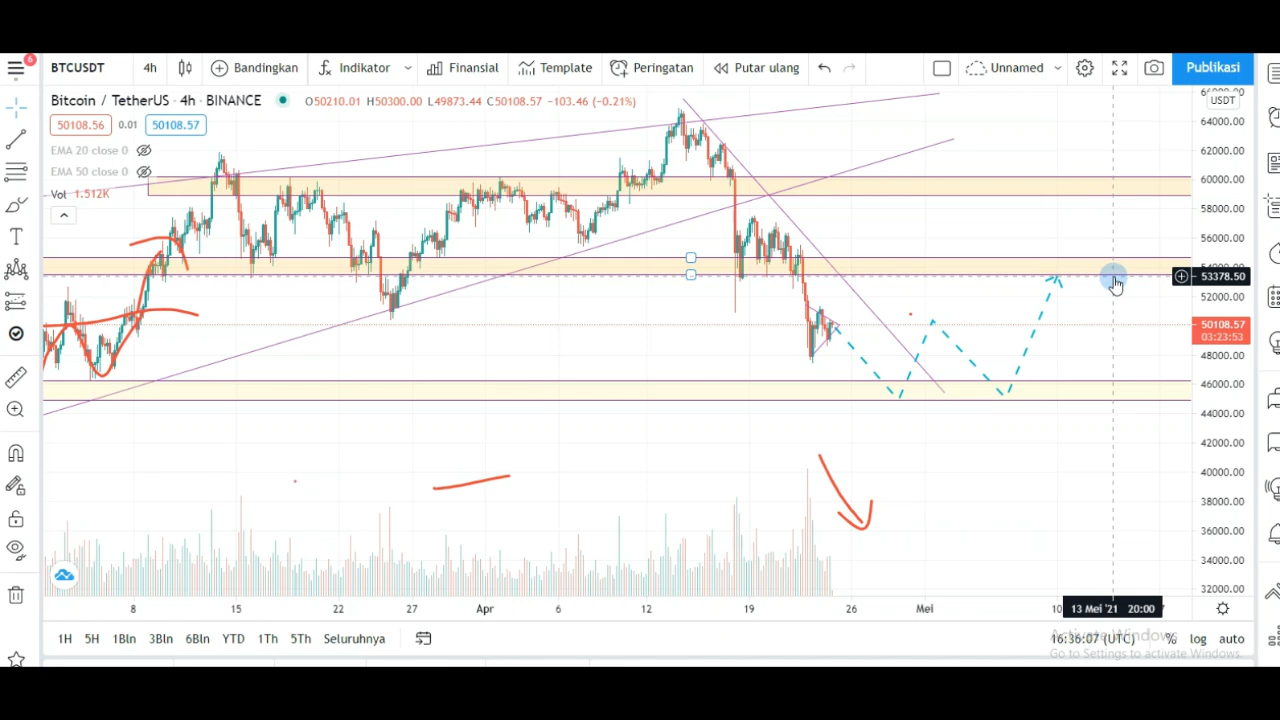 6
BTCUSDT 4h Bandingkan Indikator Finansial Template Peringatan Putar ulang Unnamed Publikasi
Bitcoin / TetherUS · 4h · BINANCE O50210.01 H50300.00 L49873.44 C50108.57 -103.46 (-0.21%)
USDT
50108.56 0.01 50108.57
EMA 20 close 0
EMA 50 close 0
Vol 1.512K
64000.00
62000.00
60000.00
58000.00
56000.00
53378.50
52000.00
50108.57
03:23:53
48000.00
46000.00
44000.00
42000.00
40000.00
38000.00
36000.00
34000.00
32000.00
8 15 22 27 Apr 6 12 19 26 Mei 10 13 Mei '21 20:00
1H 5H 1Bln 3Bln 6Bln YTD 1Th 5Th Seluruhnya 16:36:07 (UTC) % log auto
Activate Windows
Go to Settings to activate Windows.